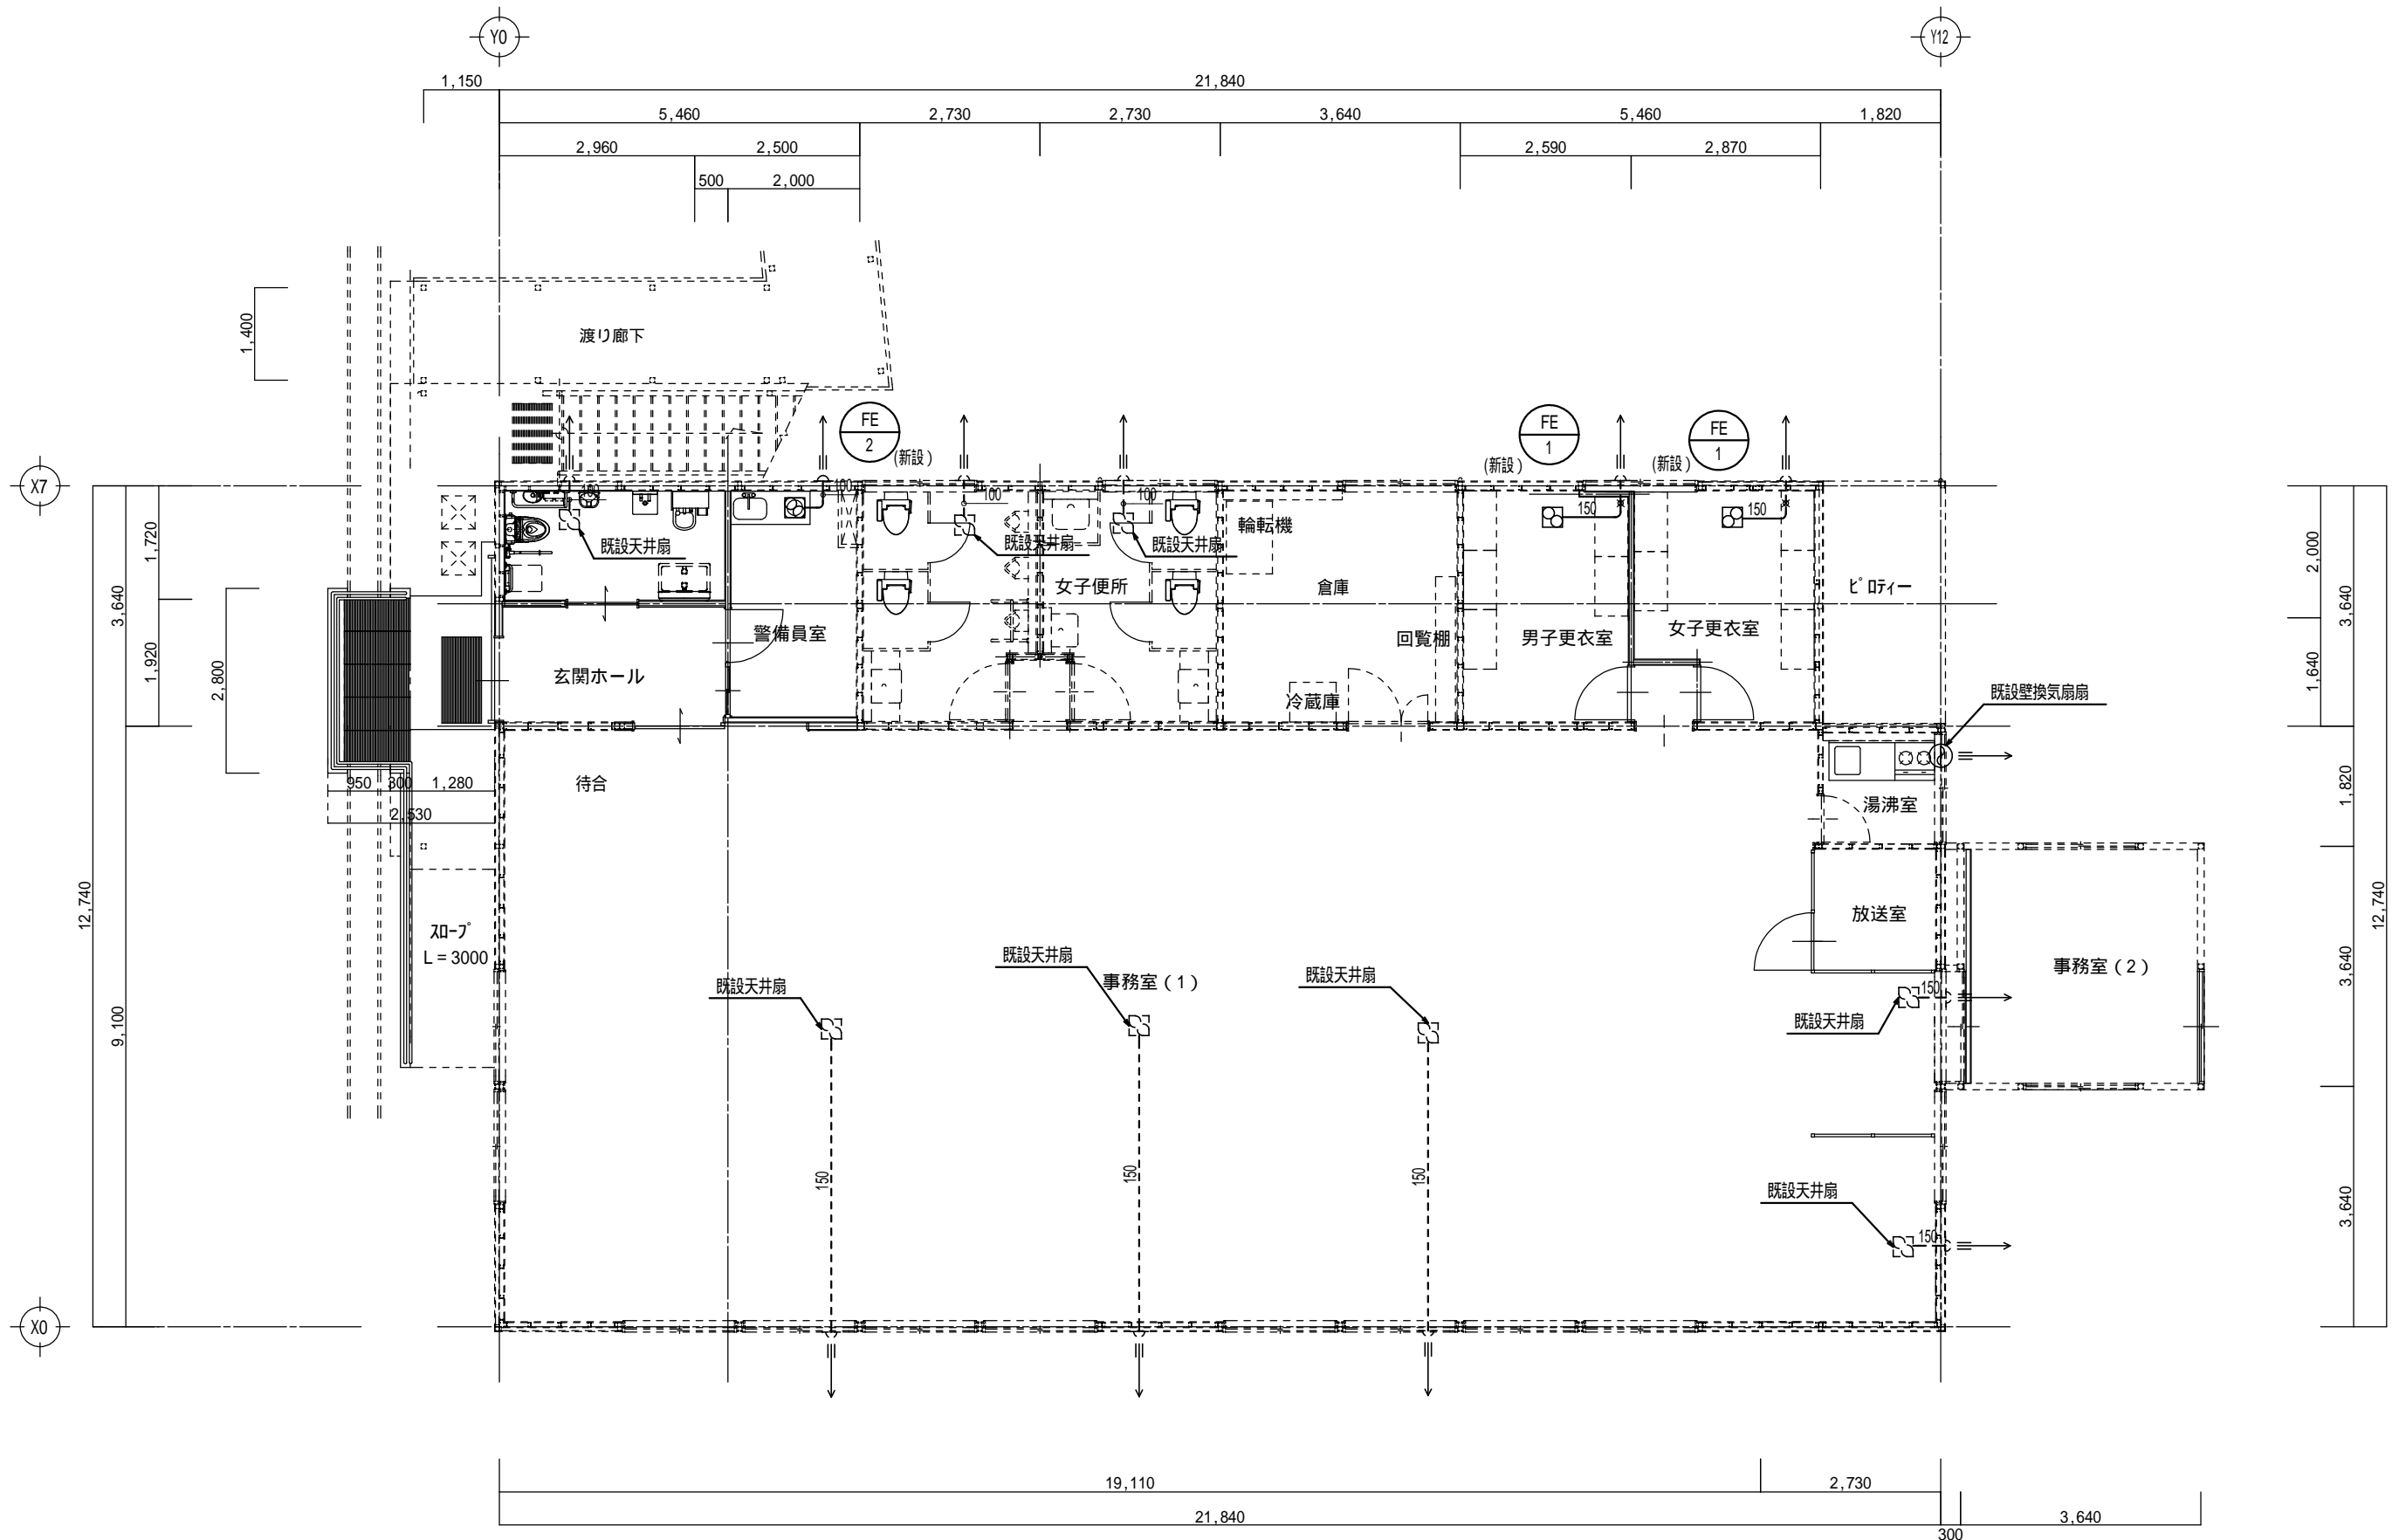 Y0
Y12
1,150
21,840
5,460
2,730
2,730
3,640
5,460
1,820
2,960
2,500
2,590
2,870
500
2,000
1,400
渡り廊下
FE
2
(新設)
FE
1
(新設)
FE
1
(新設)
X7
100
100
100
100
150
150
輪転機
既設天井扇
既設天井扇
既設天井扇
女子便所
倉庫
ピロティー
警備員室
回覧棚
男子更衣室
女子更衣室
玄関ホール
冷蔵庫
既設壁換気扇扇
1,720
3,640
1,920
2,800
2,000
3,640
1,640
950
300
1,280
2,530
待合
湯沸室
1,820
12,740
9,100
スロープ
L = 3000
放送室
事務室(2)
既設天井扇
既設天井扇
事務室(1)
既設天井扇
150
既設天井扇
3,640
12,740
150
150
150
既設天井扇
150
3,640
X0
19,110
2,730
21,840
3,640
300